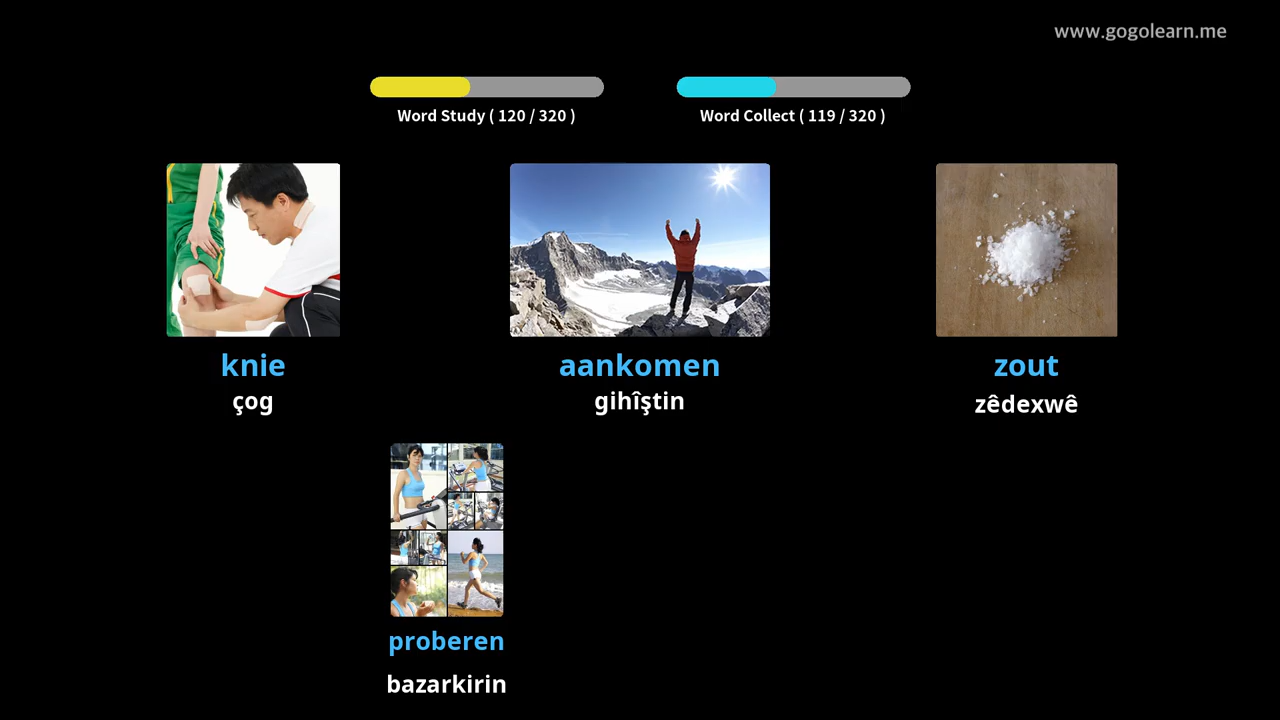 www.gogolearn.me
Word Study ( 120 / 320 )
Word Collect ( 119 / 320 )
knie
çog
aankomen
gihîştin
zout
zêdexwê
proberen
bazarkirin